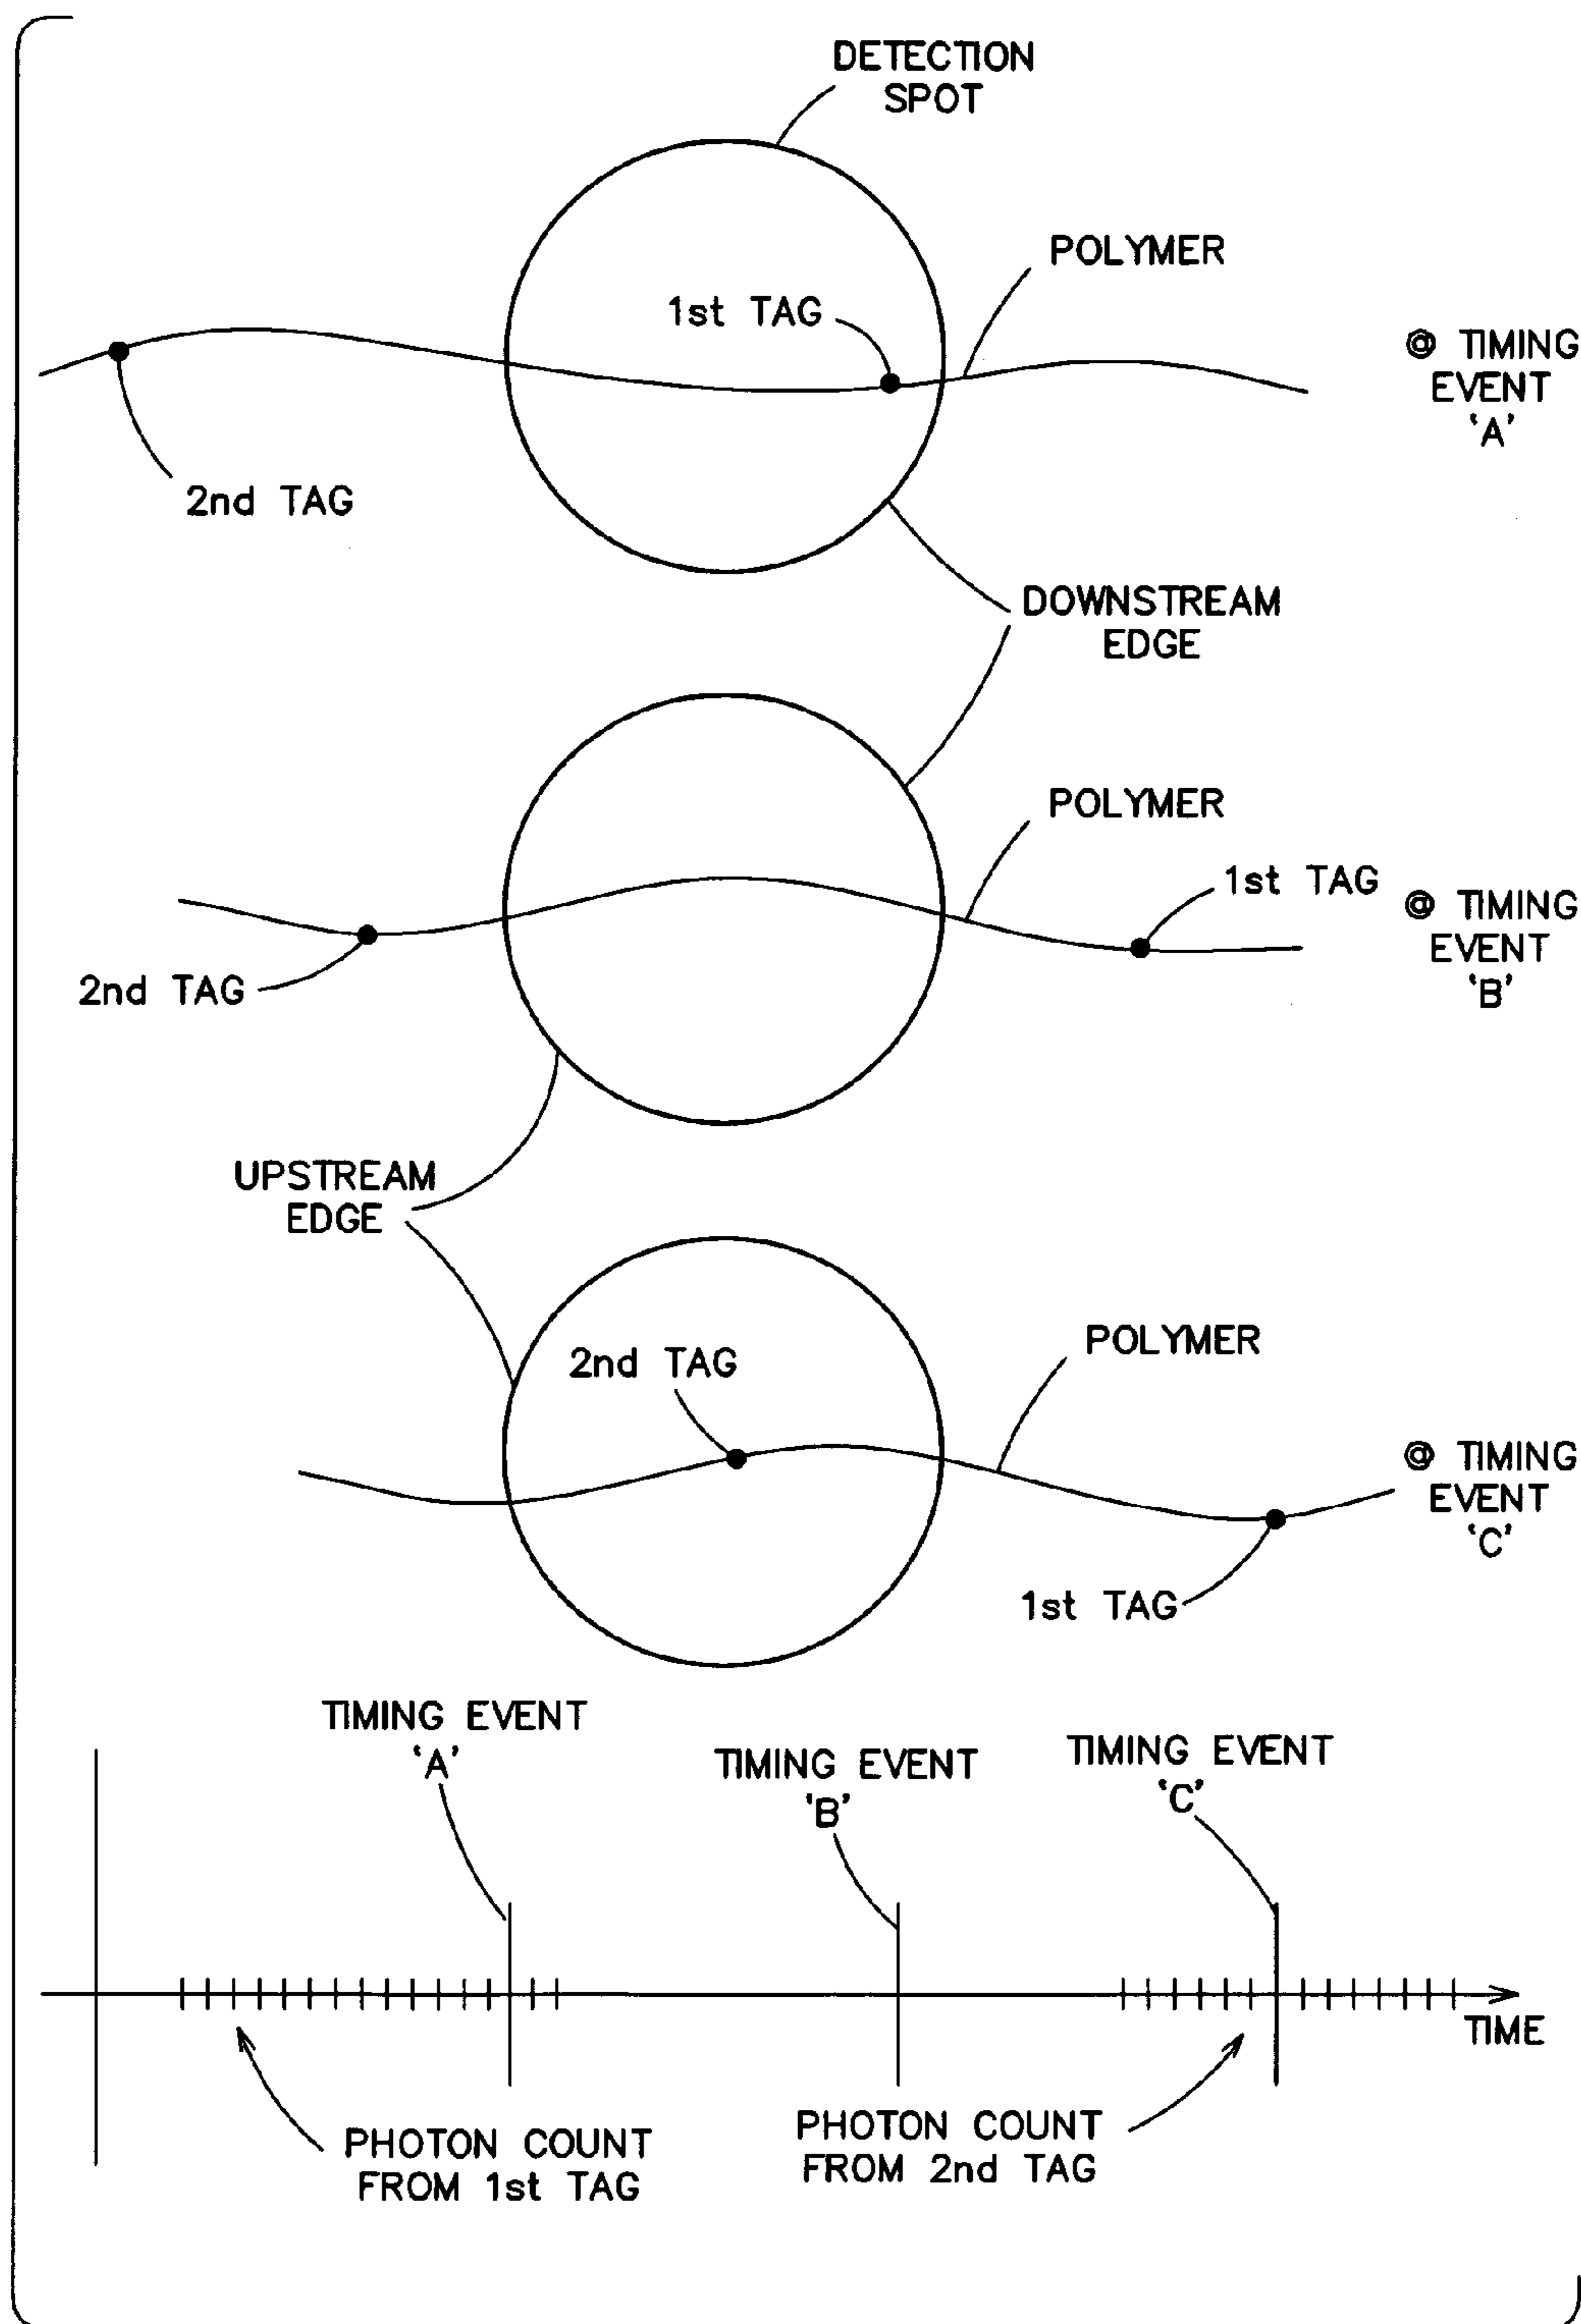 DETECTION
SPOT
POLYMER
1st TAG
@ TIMING
EVENT
‘A’
2nd TAG
DOWNSTREAM
EDGE
POLYMER
1st TAG
@ TIMING
EVENT
‘B’
2nd TAG
UPSTREAM
EDGE
POLYMER
2nd TAG
@ TIMING
EVENT
‘C’
1st TAG
TIMING EVENT
‘A’
TIMING EVENT
‘B’
TIMING EVENT
‘C’
TIME
PHOTON COUNT
FROM 1st TAG
PHOTON COUNT
FROM 2nd TAG